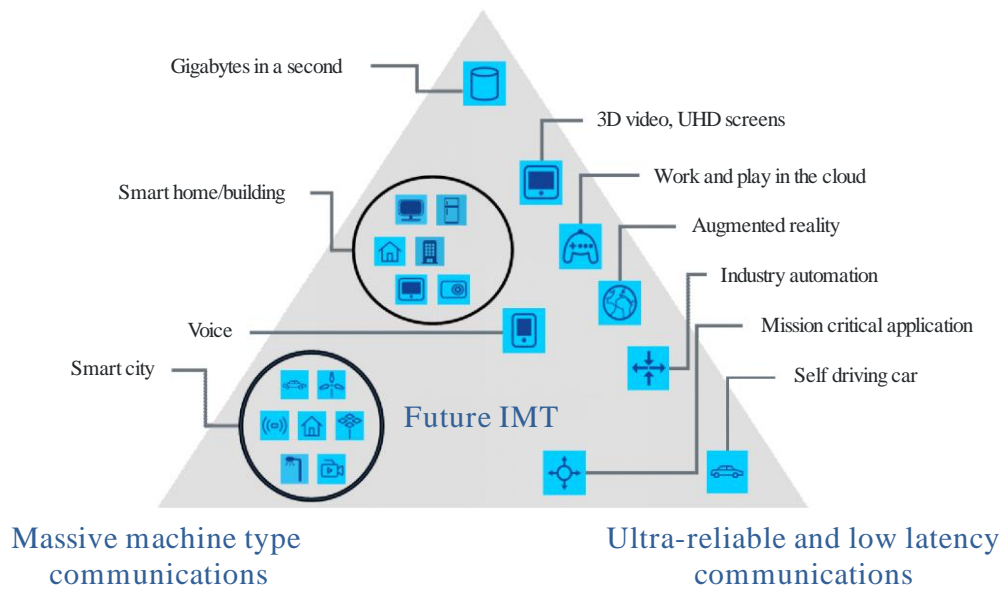 Gigabytes in a second
3D video, UHD screens
Smart home/building
Work and play in the cloud
Augmented reality
Industry automation
Voice
Mission critical application
Smart city
Self driving car
Future IMT
Massive machine type
communications
Ultra-reliable and low latency
communications